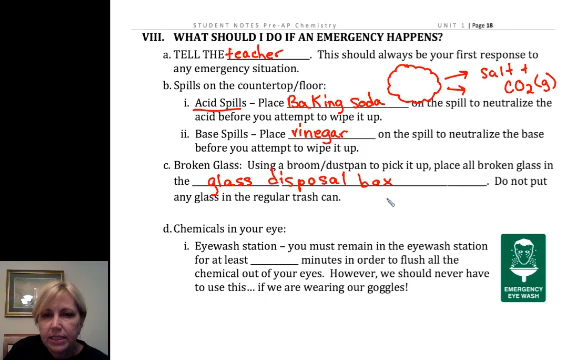 STUDENT NOTES Pre-AP Chemistry UNIT 1 | Page 18
VIII. WHAT SHOULD I DO IF AN EMERGENCY HAPPENS?
a. TELL THE teacher. This should always be your first response to
any emergency situation.
b. Spills on the countertop/floor:
salt +
CO2(g)
i. Acid Spills – Place Baking Soda on the spill to neutralize the
acid before you attempt to wipe it up.
ii. Base Spills – Place vinegar on the spill to neutralize the base
before you attempt to wipe it up.
c. Broken Glass: Using a broom/dustpan to pick it up, place all broken glass in
the glass disposal box. Do not put
any glass in the regular trash can.
d. Chemicals in your eye:
i. Eyewash station – you must remain in the eyewash station
for at least ________ minutes in order to flush all
the chemical out of your eyes. However, we should never have
to use this... if we are wearing our goggles!
EMERGENCY
EYE WASH